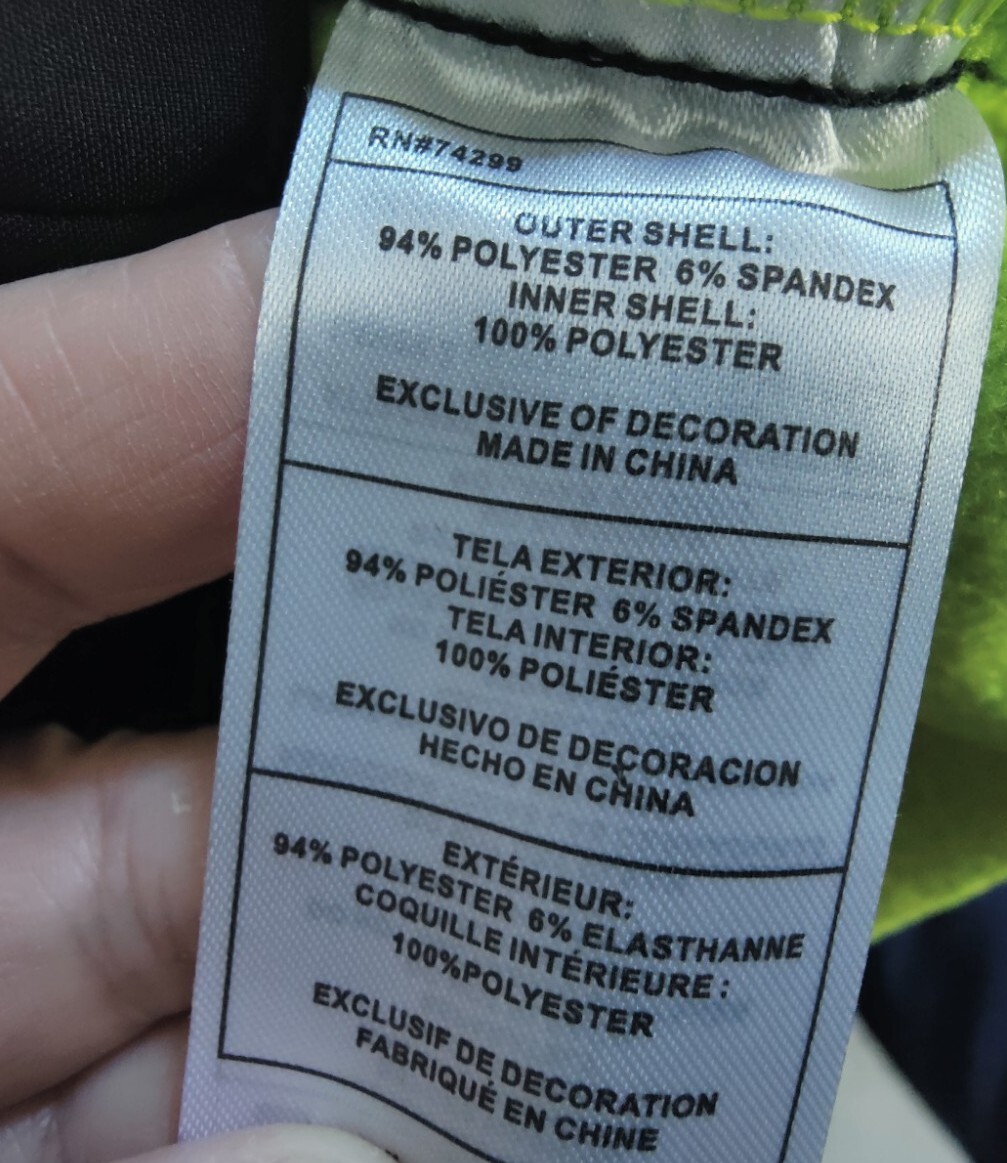 RN#74299
OUTER SHELL:
94% POLYESTER 6% SPANDEX
INNER SHELL:
100% POLYESTER
EXCLUSIVE OF DECORATION
MADE IN CHINA
TELA EXTERIOR:
94% POLIÉSTER 6% SPANDEX
TELA INTERIOR:
100% POLIÉSTER
EXCLUSIVO DE DECORACION
HECHO EN CHINA
EXTÉRIEUR:
94% POLYESTER 6% ELASTHANNE
COQUILLE INTÉRIEURE :
100%POLYESTER
EXCLUSIF DE DECORATION
FABRIQUÉ EN CHINE